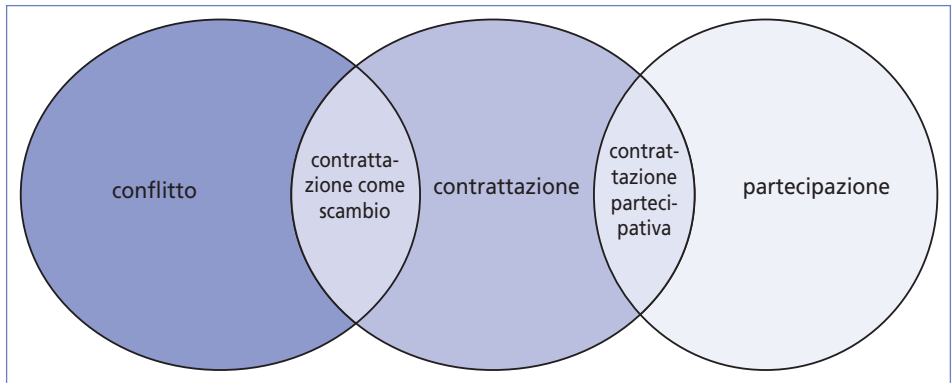 conflitto
contratta-
zione come
scambio
contrattazione
contrat-
tazione
parteci-
pativa
partecipazione